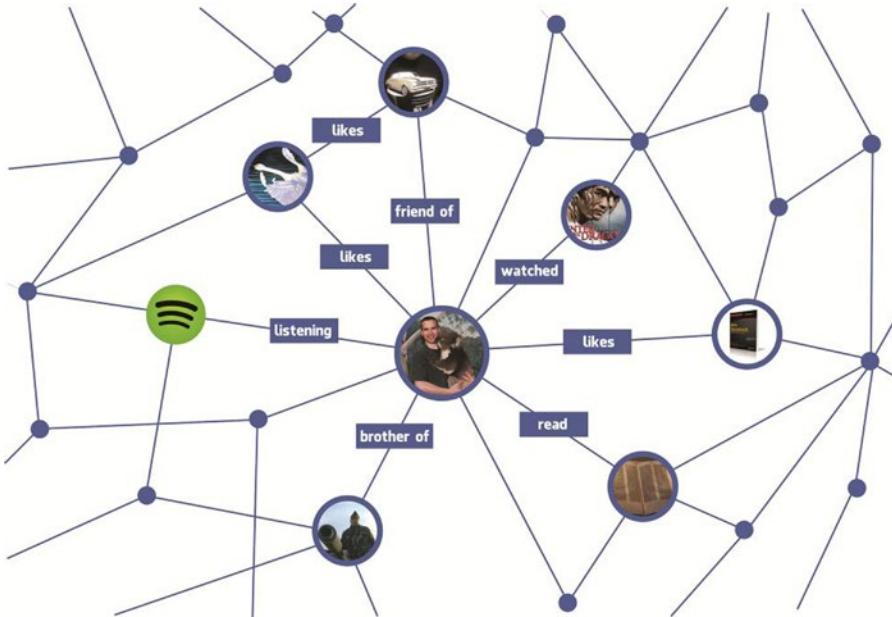 likes
friend of
likes
watched
listening
likes
brother of
read